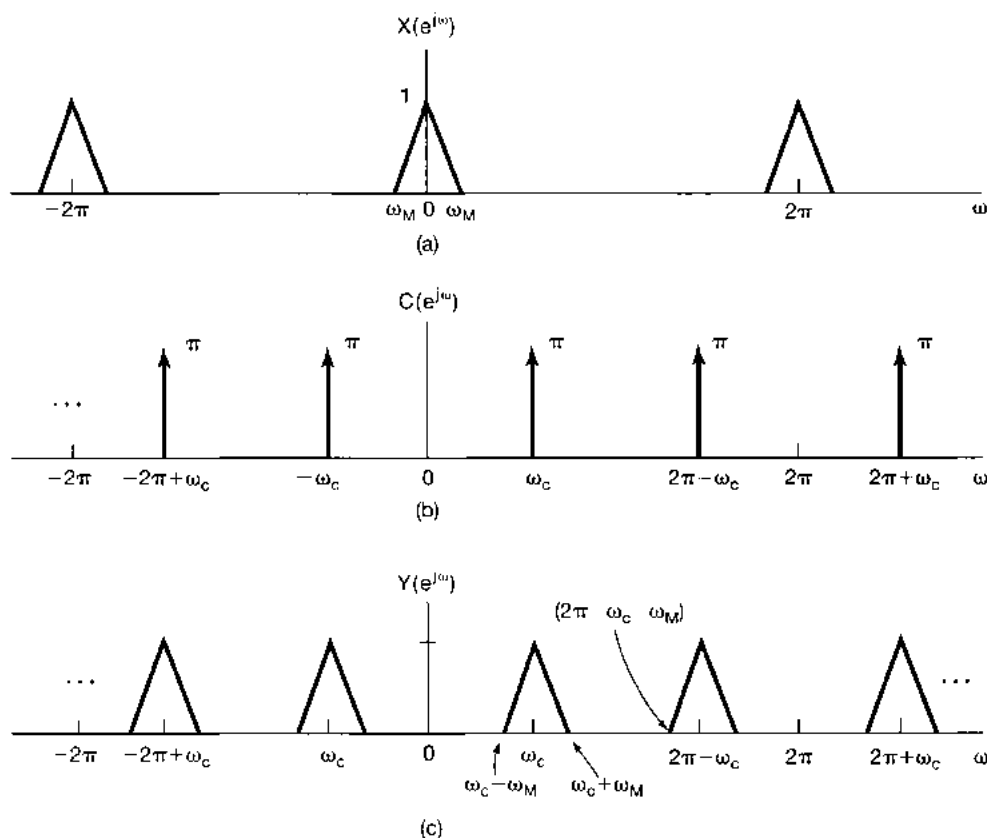 X(e^{jω})
1
−2π ω_M 0 ω_M 2π ω
(a)
C(e^{jω})
π π π π π
...
−2π −2π+ω_c −ω_c 0 ω_c 2π−ω_c 2π 2π+ω_c ω
(b)
Y(e^{jω})
(2π ω_c ω_M)
... ...
−2π −2π+ω_c ω_c 0 ω_c 2π−ω_c 2π 2π+ω_c ω
ω_c−ω_M ω_c+ω_M
(c)